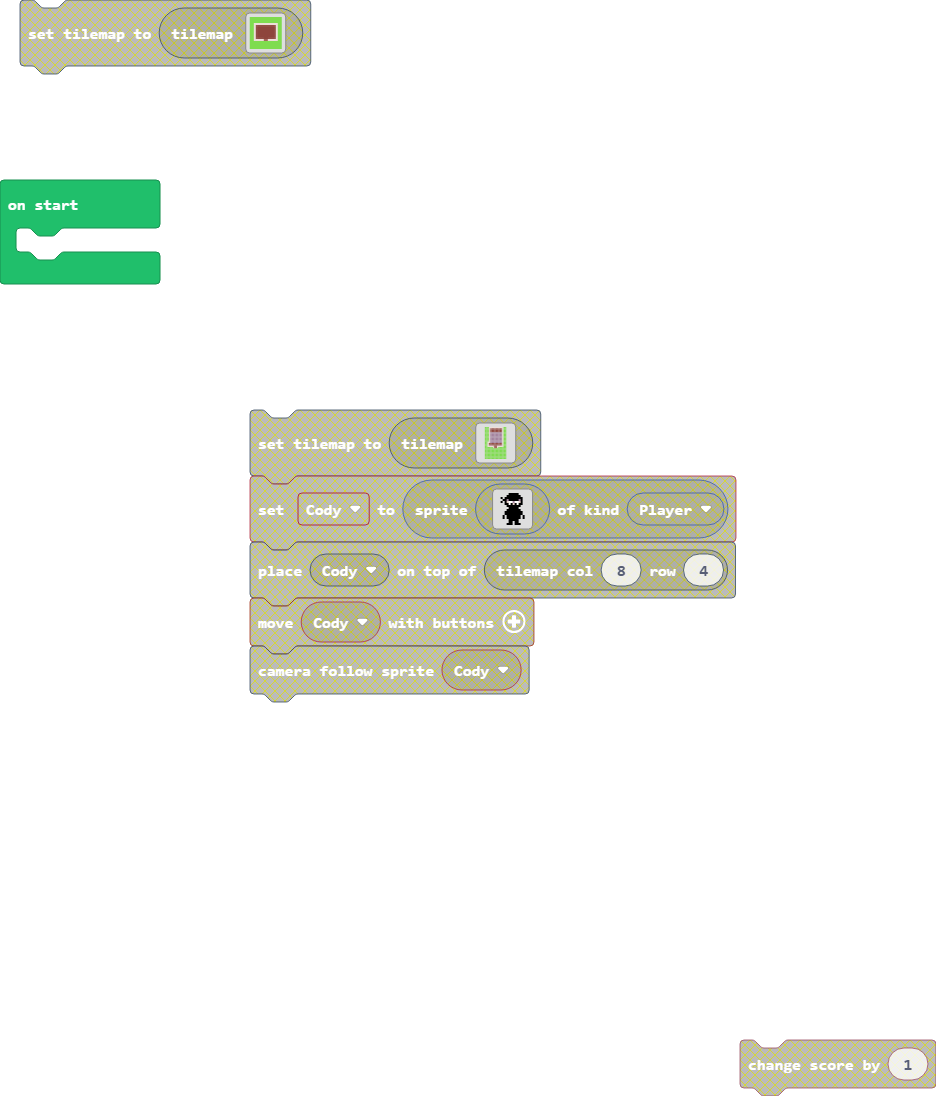 set tilemap to tilemap
on start
set tilemap to tilemap
set Cody to sprite of kind Player
place Cody on top of tilemap col 8 row 4
move Cody with buttons
camera follow sprite Cody
change score by 1